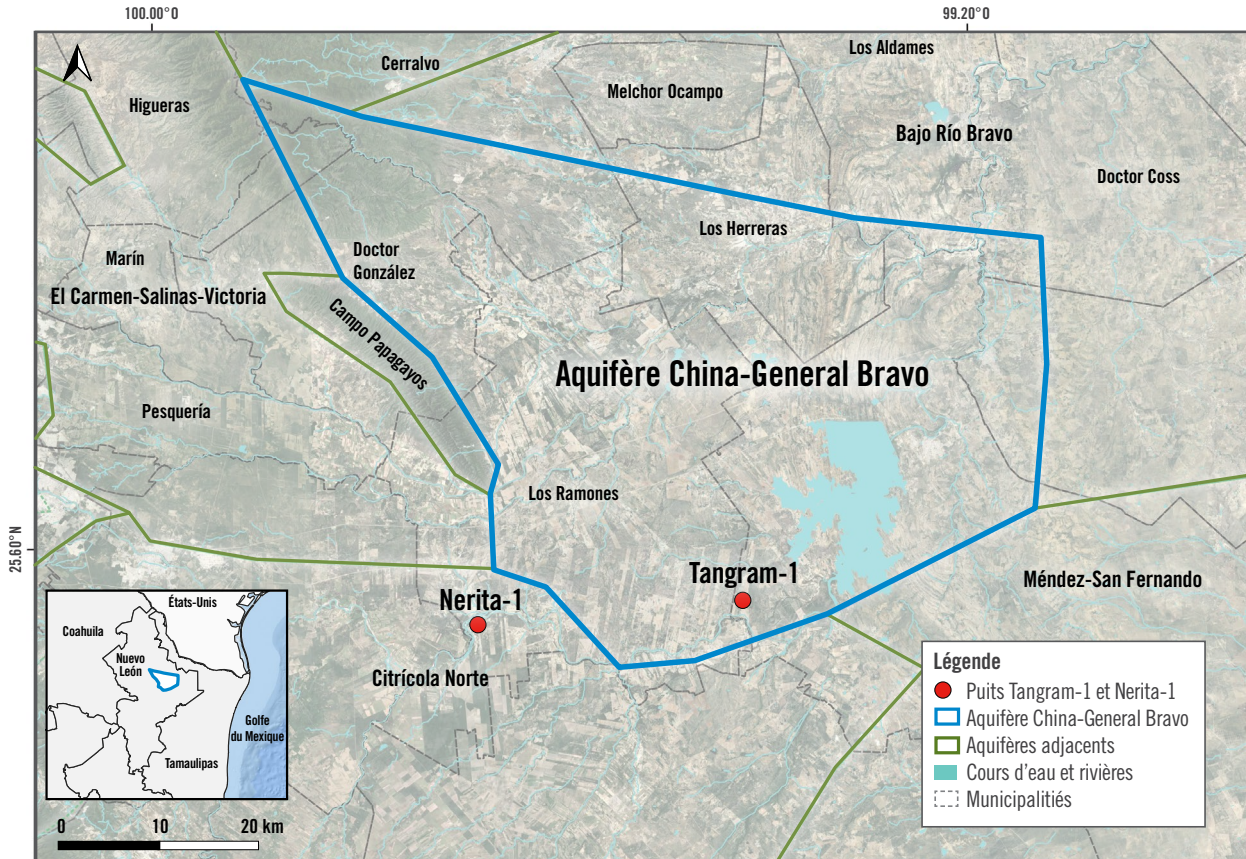 100.00°O
99.20°O
Los Aldames
Cerralvo
Melchor Ocampo
Higueras
Bajo Río Bravo
Doctor Coss
Los Herreras
Marín
Doctor
González
El Carmen-Salinas-Victoria
Campo Papagayos
Aquifère China-General Bravo
Pesquería
Los Ramones
25.60°N
Tangram-1
Méndez-San Fernando
Nerita-1
Citrícola Norte
États-Unis
Coahuila
Nuevo
León
Golfe
du Mexique
Tamaulipas
0 10 20 km
Légende
Puits Tangram-1 et Nerita-1
Aquifère China-General Bravo
Aquifères adjacents
Cours d'eau et rivières
Municipalitiés